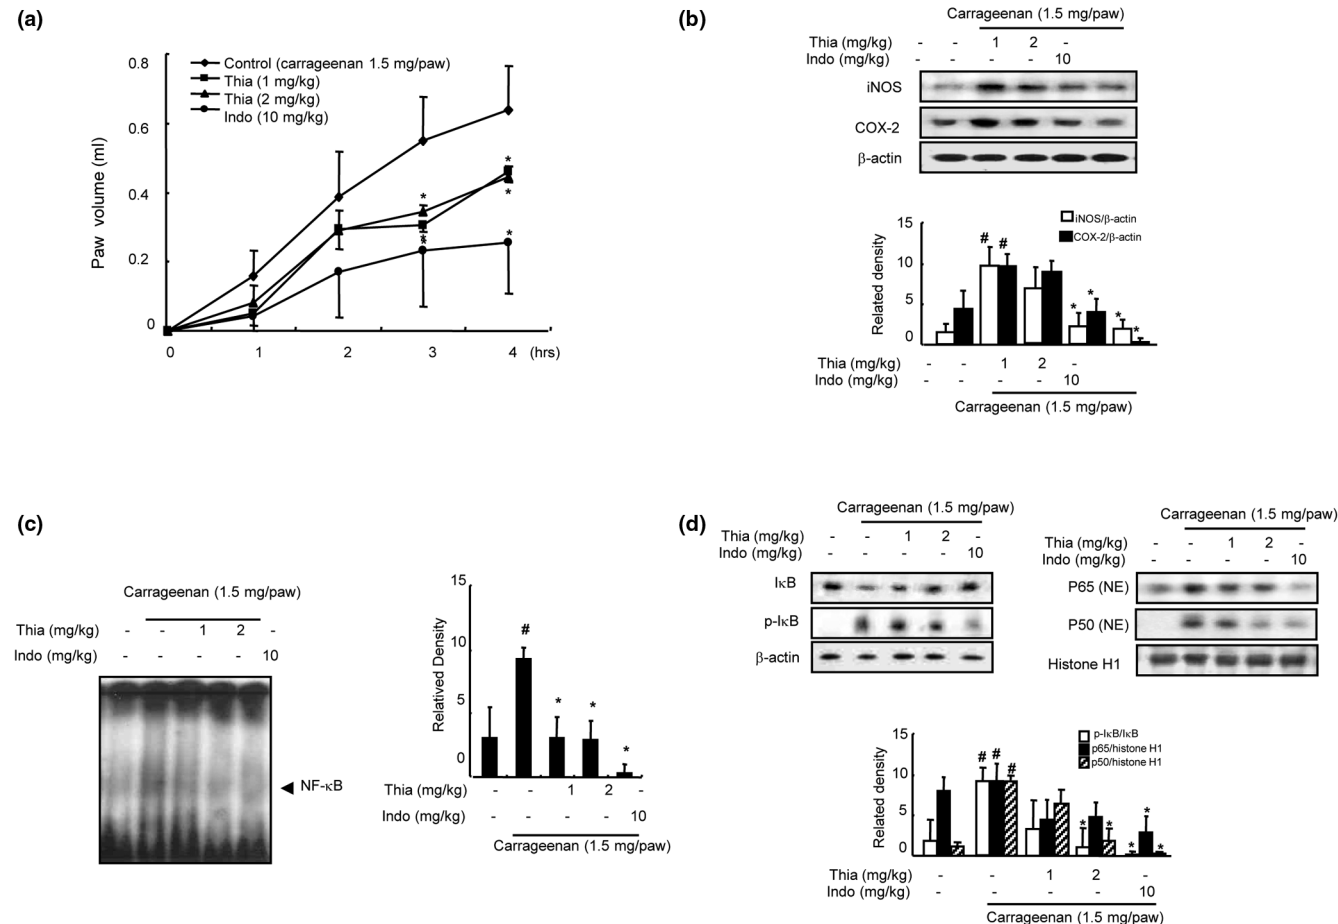 (a)
0.8
0.6
0.4
0.2
0
Paw volume (ml)
Control (carrageenan 1.5 mg/paw)
Thia (1 mg/kg)
Thia (2 mg/kg)
Indo (10 mg/kg)
*
*
*
*
*
*
0 1 2 3 4 (hrs)
(b)
Carrageenan (1.5 mg/paw)
Thia (mg/kg) - - 1 2 -
Indo (mg/kg) - - - - 10
iNOS
COX-2
β-actin
15
10
5
0
Related density
iNOS/β-actin
COX-2/β-actin
# #
* *
* *
Thia (mg/kg) - - 1 2 -
Indo (mg/kg) - - - - 10
Carrageenan (1.5 mg/paw)
(c)
Carrageenan (1.5 mg/paw)
Thia (mg/kg) - - 1 2 -
Indo (mg/kg) - - - - 10
NF-κB
15
10
5
0
Relatived Density
#
* * *
Thia (mg/kg) - - 1 2 -
Indo (mg/kg) - - - - 10
Carrageenan (1.5 mg/paw)
(d)
Carrageenan (1.5 mg/paw)
Thia (mg/kg) - - 1 2 -
Indo (mg/kg) - - - - 10
IκB
p-IκB
β-actin
Carrageenan (1.5 mg/paw)
Thia (mg/kg) - - 1 2 -
Indo (mg/kg) - - - - 10
P65 (NE)
P50 (NE)
Histone H1
15
10
5
0
Related density
p-IκB/IκB
p65/histone H1
p50/histone H1
# # #
* *
* * *
Thia (mg/kg) - - 1 2 -
Indo (mg/kg) - - - - 10
Carrageenan (1.5 mg/paw)